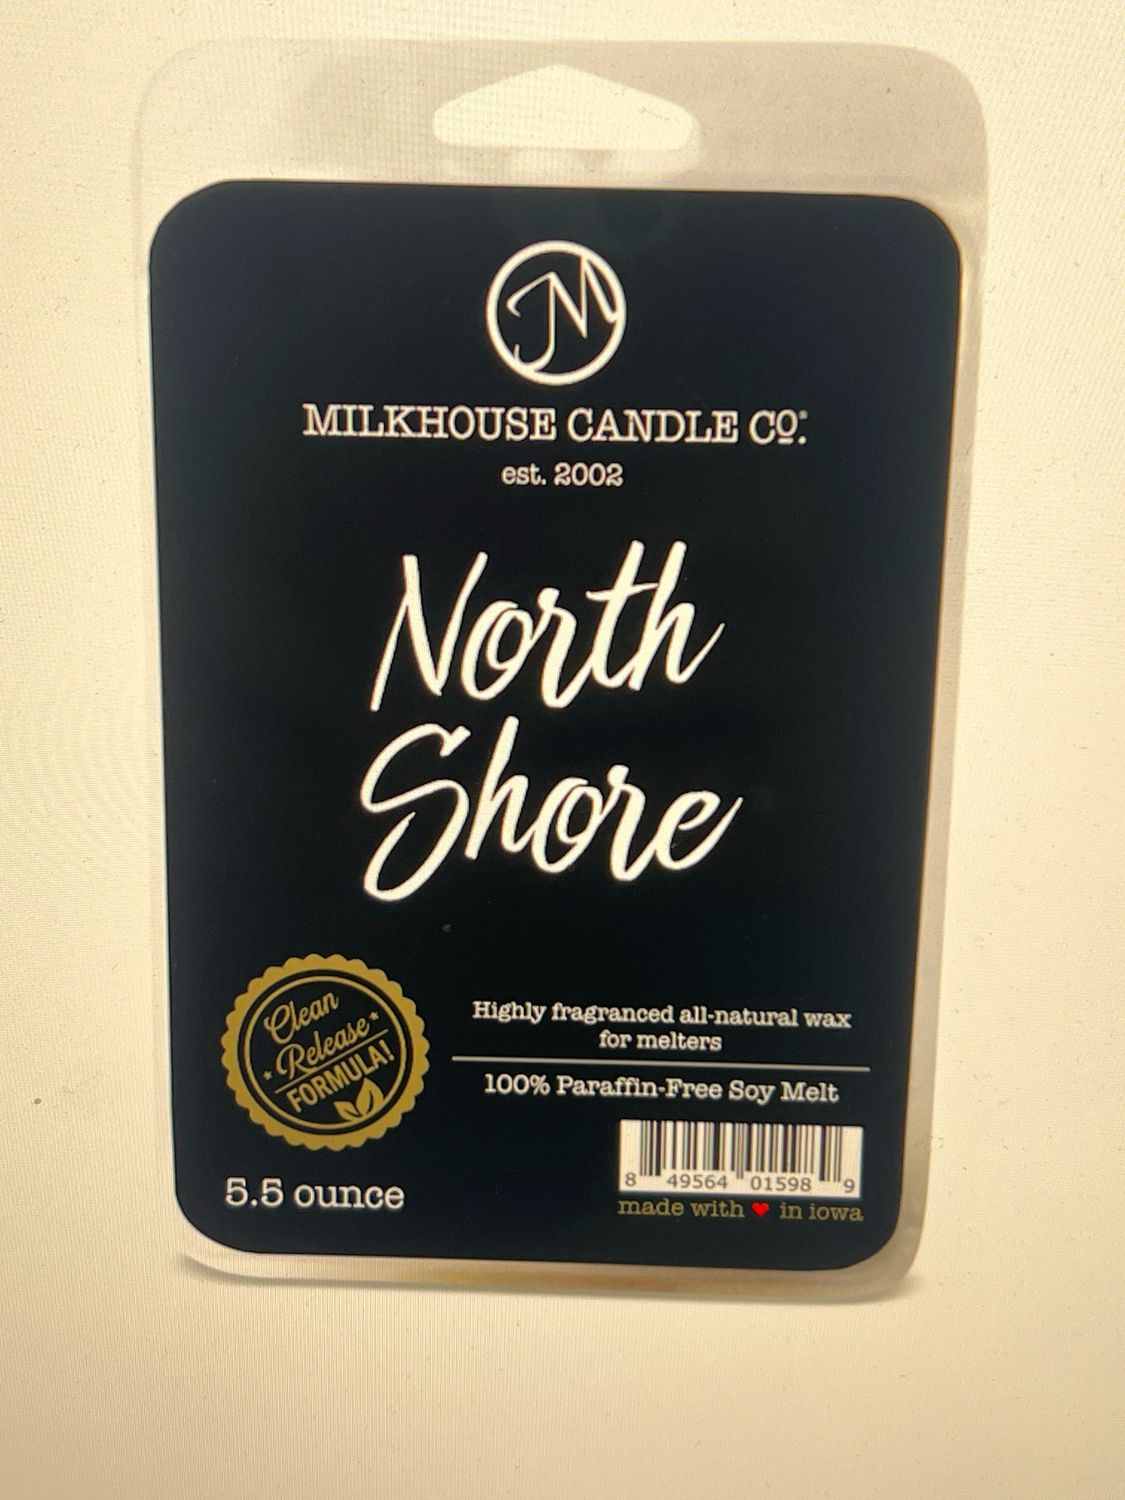 JM
MILKHOUSE CANDLE CO.®
est. 2002
North
Shore
Clean
Release
FORMULA!
Highly fragranced all-natural wax
for melters
100% Paraffin-Free Soy Melt
8 49564 01598 9
5.5 ounce
made with ❤ in iowa